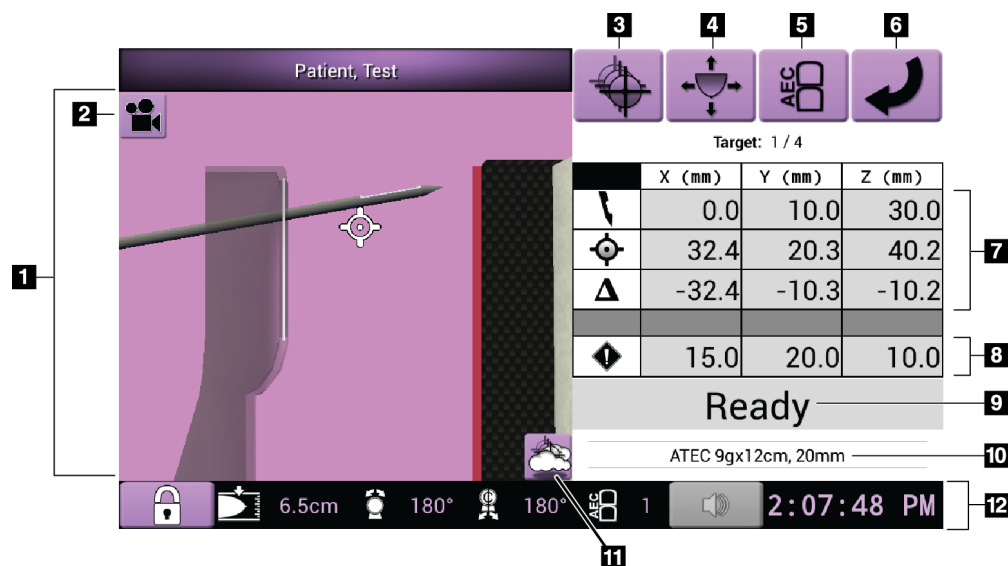 3 4 5 6
Patient, Test
AEC
1
2
Target: 1 / 4
X (mm) Y (mm) Z (mm)
0.0 10.0 30.0
32.4 20.3 40.2
Δ -32.4 -10.3 -10.2
7
15.0 20.0 10.0
8
Ready
9
ATEC 9gx12cm, 20mm
10
6.5cm 180° C 180° AEC 1 2:07:48 PM
12
11